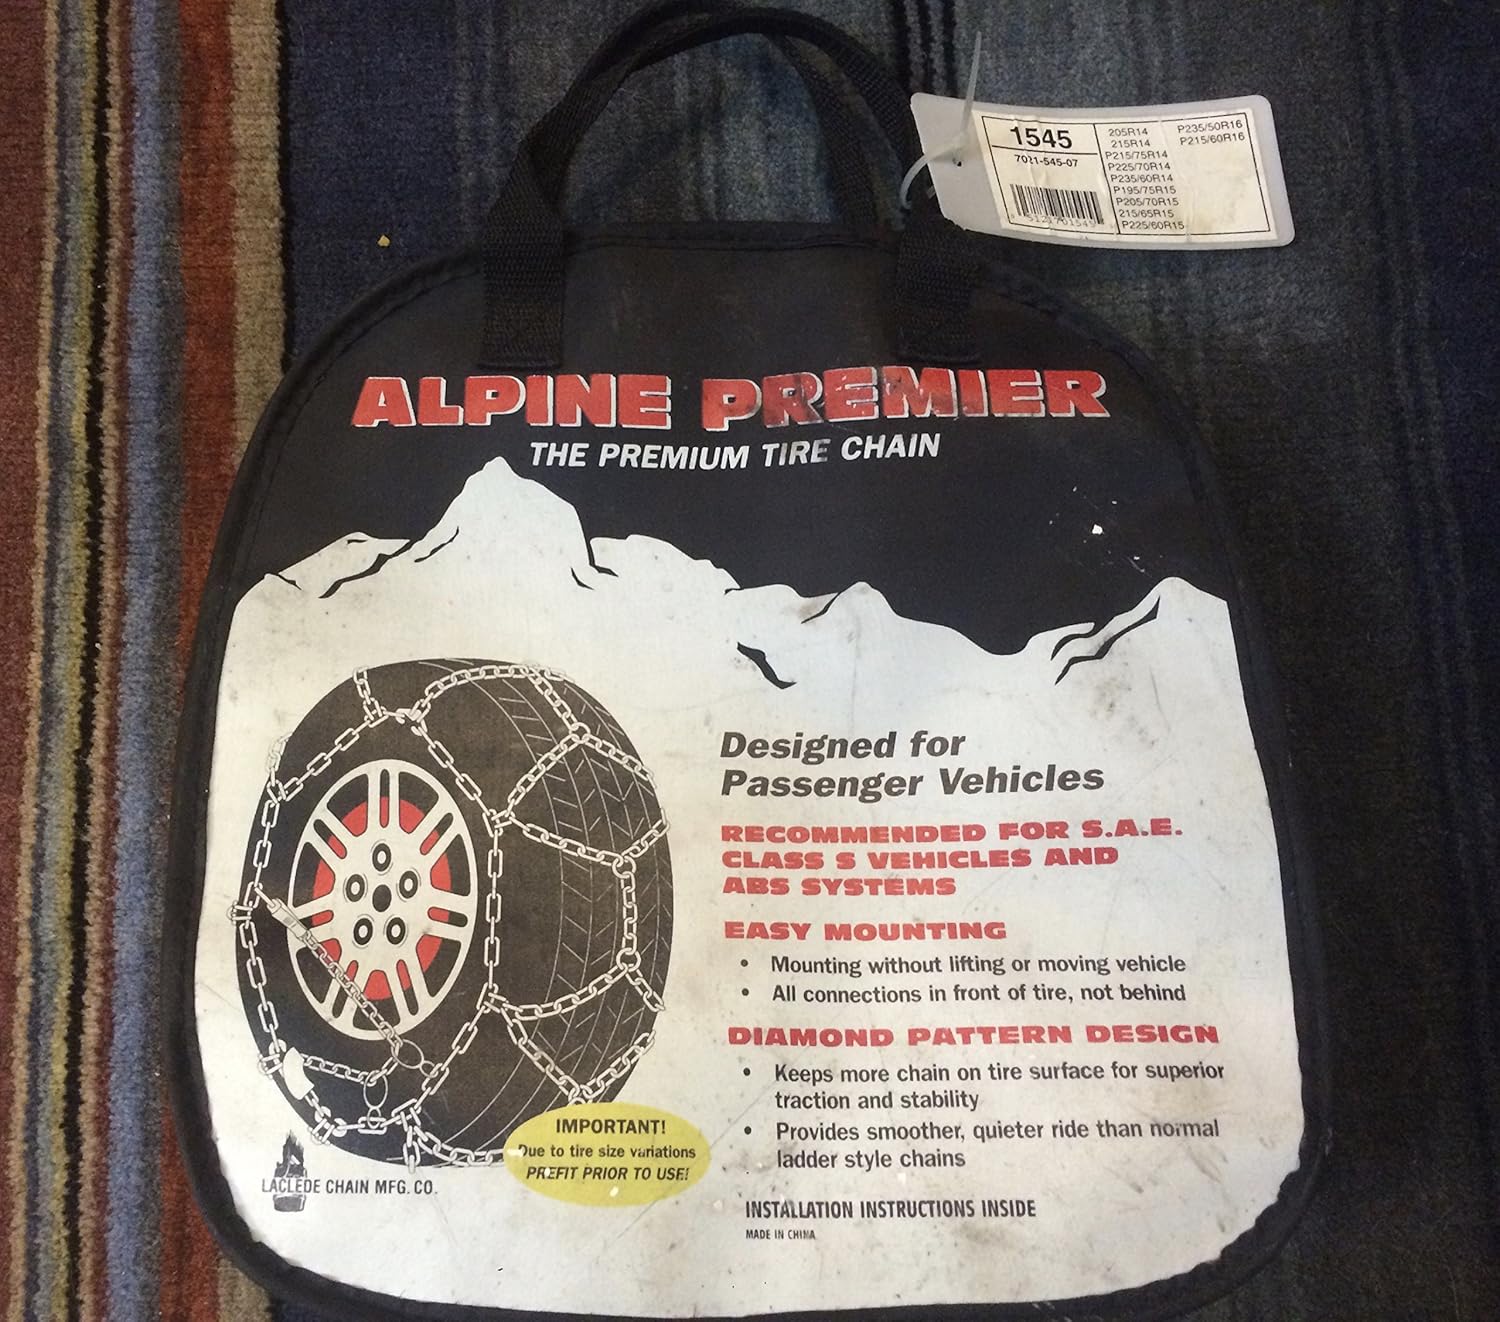 1545
7021-545-07
205R14
215R14
P215/75R14
P225/70R14
P235/60R14
P195/75R15
P205/70R15
215/65R15
P225/60R15
P235/50R16
P215/60R16
ALPINE PREMIER
THE PREMIUM TIRE CHAIN
Designed for
Passenger Vehicles
RECOMMENDED FOR S.A.E.
CLASS S VEHICLES AND
ABS SYSTEMS
EASY MOUNTING
• Mounting without lifting or moving vehicle
• All connections in front of tire, not behind
DIAMOND PATTERN DESIGN
• Keeps more chain on tire surface for superior
traction and stability
• Provides smoother, quieter ride than normal
ladder style chains
IMPORTANT!
Due to tire size variations
PREFIT PRIOR TO USE!
LACLEDE CHAIN MFG. CO.
INSTALLATION INSTRUCTIONS INSIDE
MADE IN CHINA